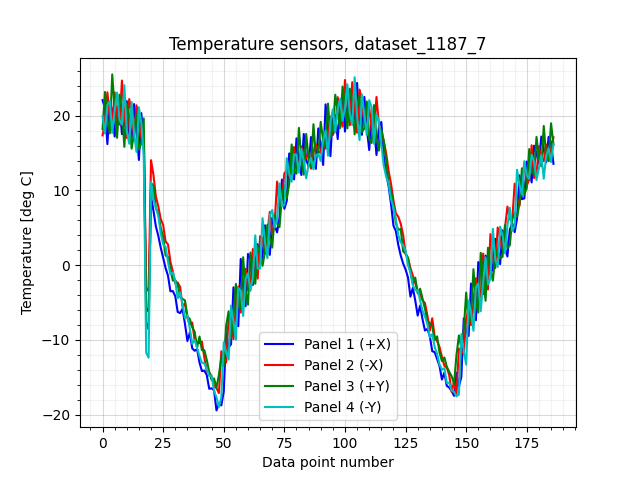 Temperature sensors, dataset_1187_7
Temperature [deg C]
20
10
0
−10
−20
Panel 1 (+X)
Panel 2 (-X)
Panel 3 (+Y)
Panel 4 (-Y)
0 25 50 75 100 125 150 175
Data point number